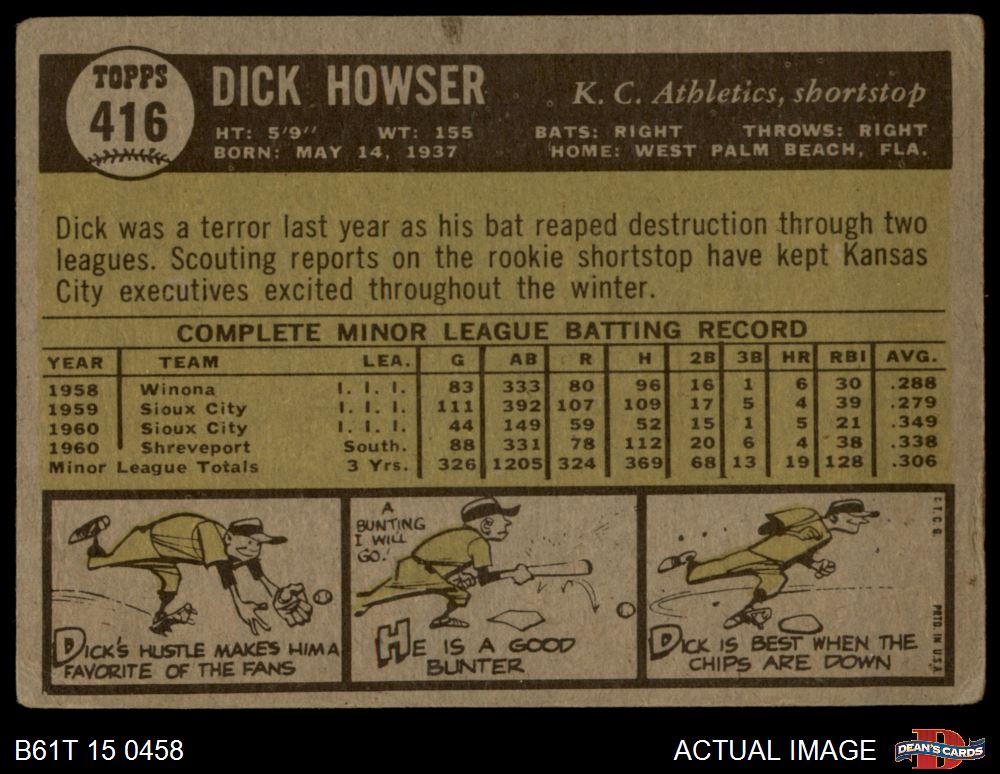 TOPPS
416
DICK HOWSER
K. C. Athletics, shortstop
HT: 5'9" WT: 155 BATS: RIGHT THROWS: RIGHT
BORN: MAY 14, 1937 HOME: WEST PALM BEACH, FLA.
Dick was a terror last year as his bat reaped destruction through two
leagues. Scouting reports on the rookie shortstop have kept Kansas
City executives excited throughout the winter.
COMPLETE MINOR LEAGUE BATTING RECORD
YEAR TEAM LEA. G AB R H 2B 3B HR RBI AVG.
1958 Winona I. I. I. 83 333 80 96 16 1 6 30 .288
1959 Sioux City I. I. I. 111 392 107 109 17 5 4 39 .279
1960 Sioux City I. I. I. 44 149 59 52 15 1 5 21 .349
1960 Shreveport South. 88 331 78 112 20 6 4 38 .338
Minor League Totals 3 Yrs. 326 1205 324 369 68 13 19 128 .306
DICK'S HUSTLE MAKES HIM A
FAVORITE OF THE FANS
A
BUNTING
I WILL
GO!
HE IS A GOOD
BUNTER
DICK IS BEST WHEN THE
CHIPS ARE DOWN
© T.C.G.
PRTD. IN U.S.A.
B61T 15 0458
ACTUAL IMAGE
D
DEAN'S CARDS